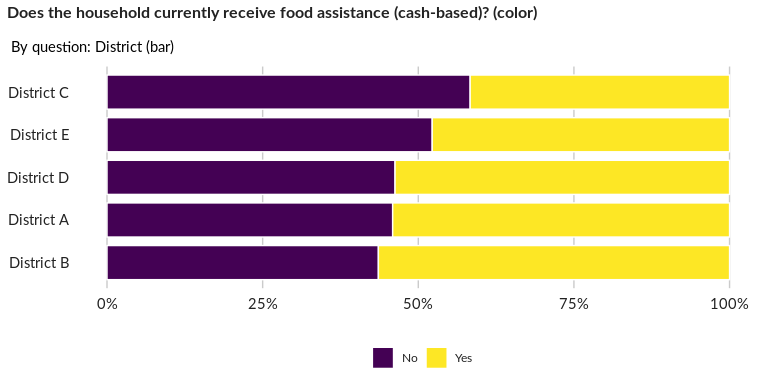 Does the household currently receive food assistance (cash-based)? (color)
By question: District (bar)
District C
District E
District D
District A
District B
0% 25% 50% 75% 100%
No Yes